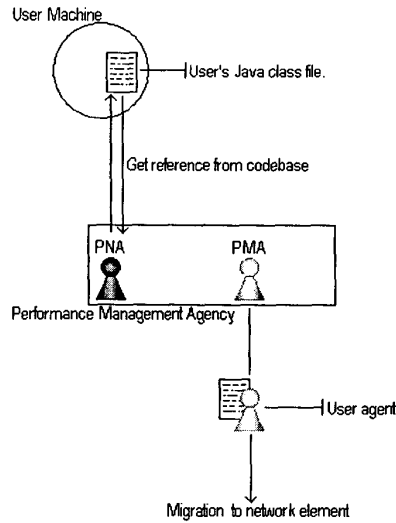 User Machine
User's Java class file.
Get reference from codebase
PNA
PMA
Performance Management Agency
User agent
Migration to network element